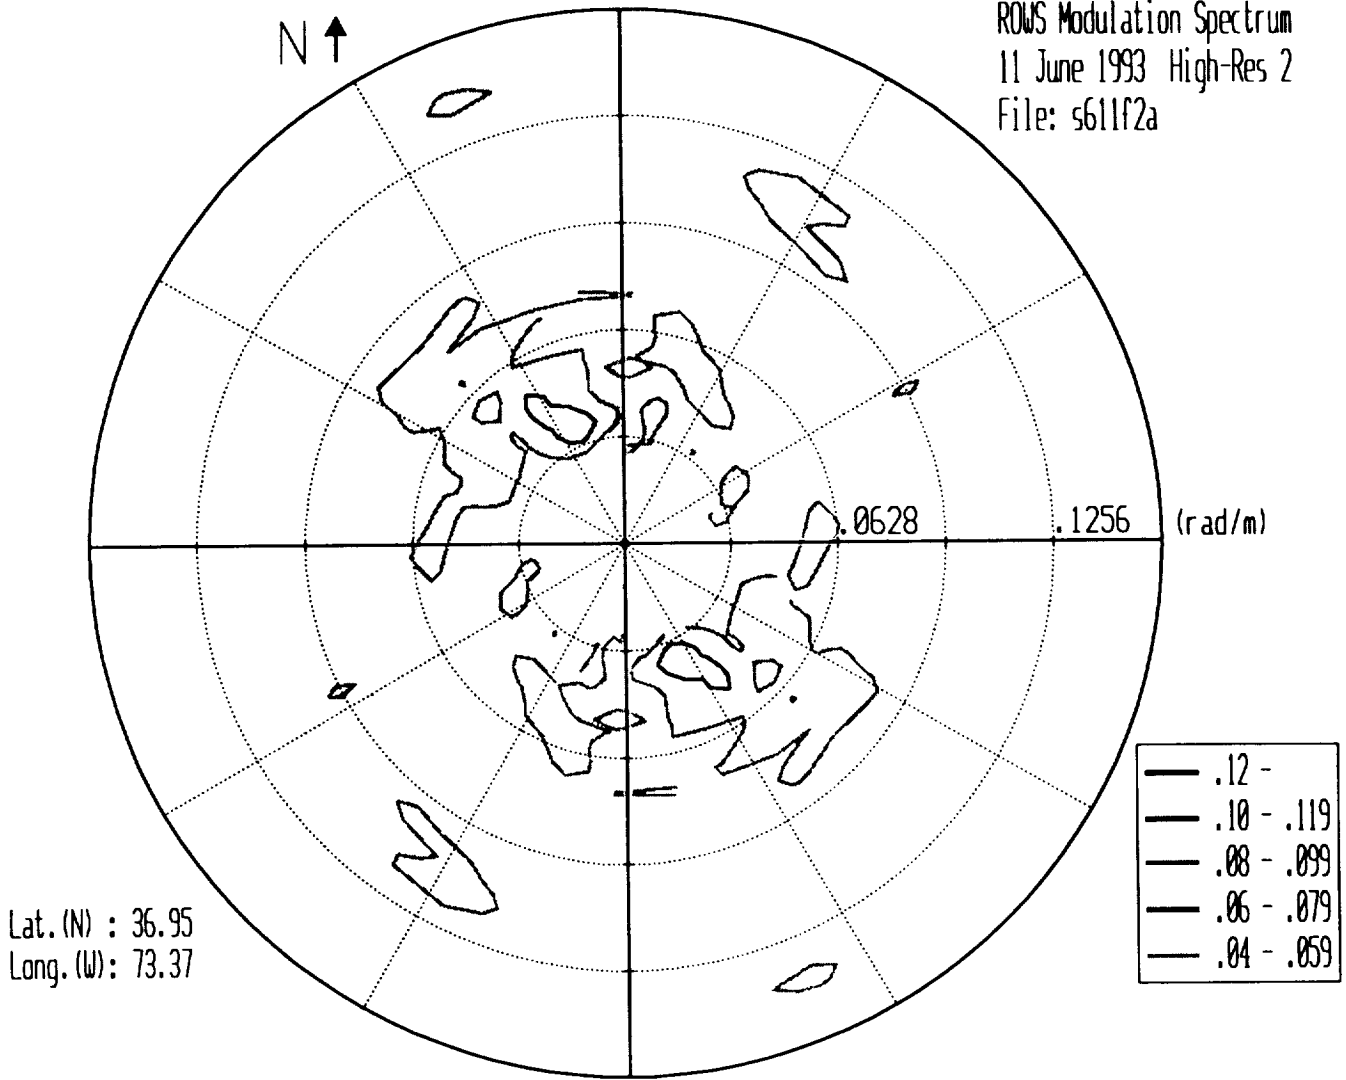 N
ROWS Modulation Spectrum
11 June 1993 High-Res 2
File: s611f2a
.0628
.1256
(rad/m)
.12 -
.10 - .119
.08 - .099
.06 - .079
.04 - .059
Lat.(N) : 36.95
Long.(W): 73.37